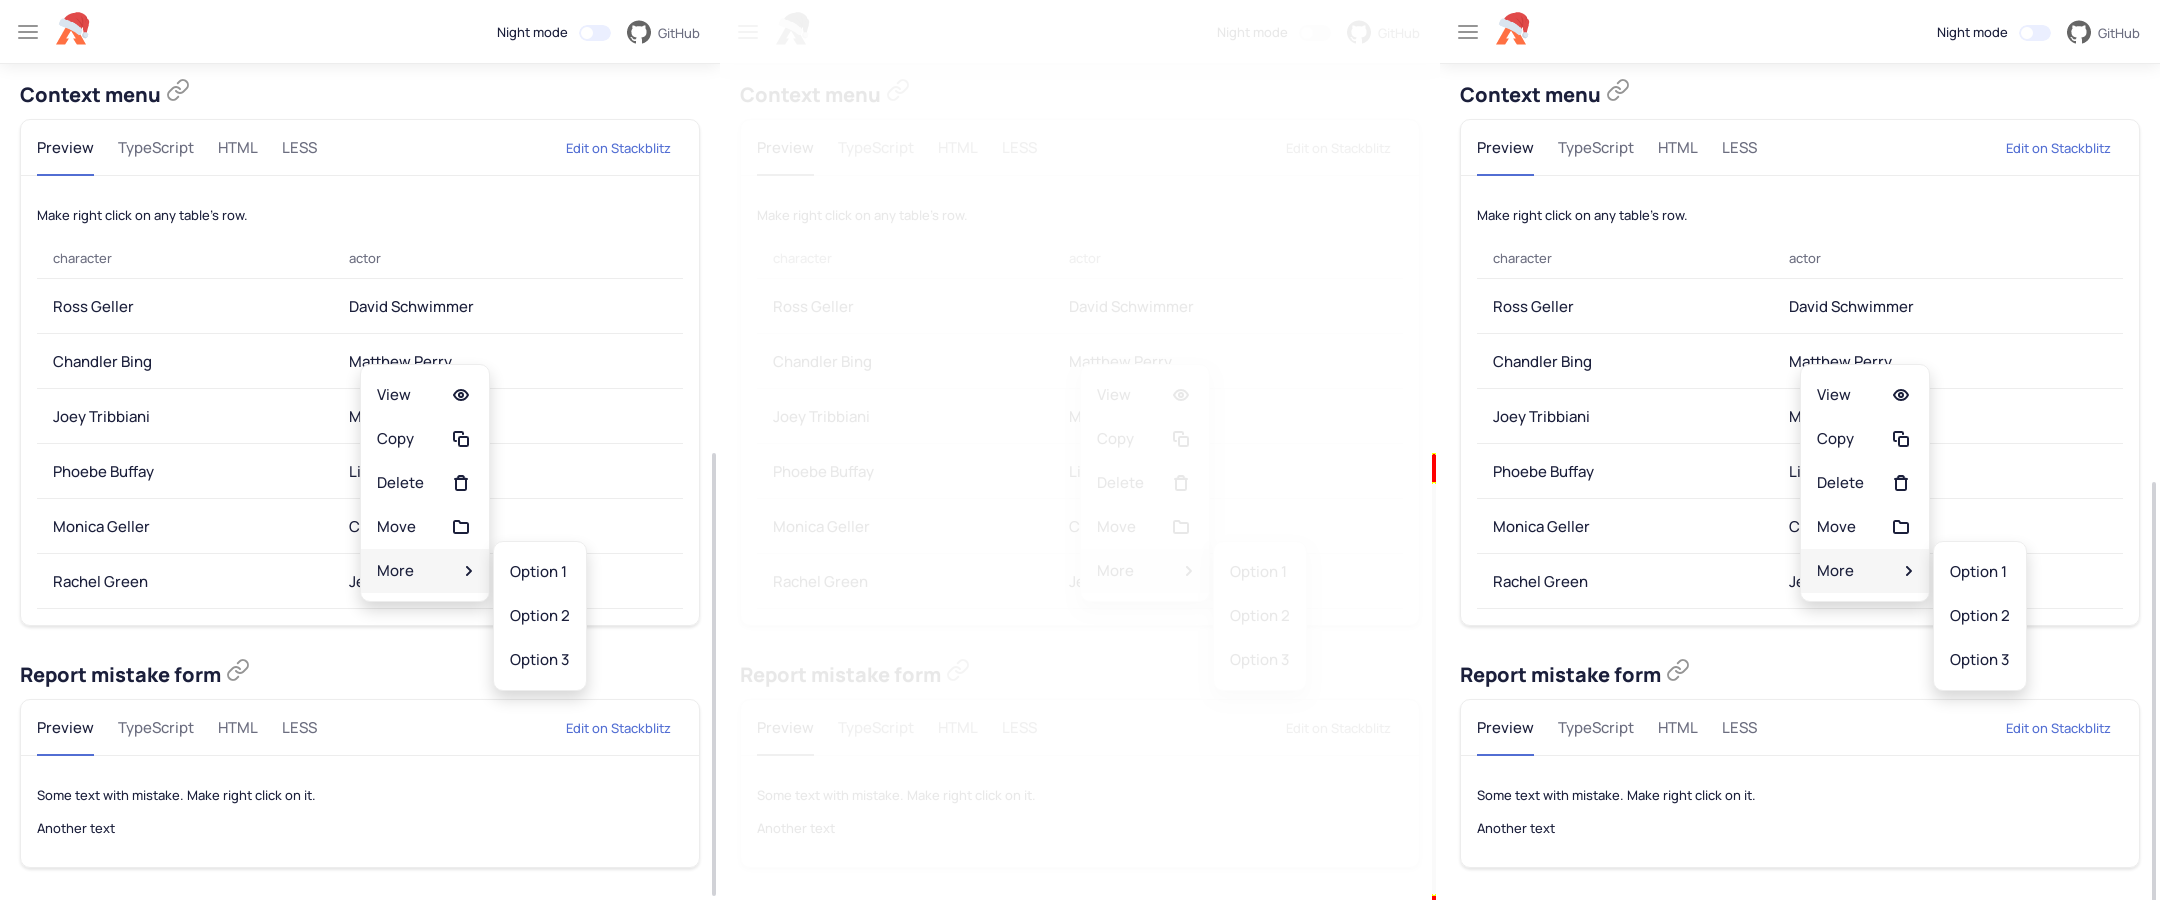 Night mode GitHub
Context menu
Preview TypeScript HTML LESS Edit on Stackblitz
Make right click on any table's row.
character actor
Ross Geller David Schwimmer
Chandler Bing Matthew Perry
View
Joey Tribbiani M
Copy
Phoebe Buffay Li
Delete
Monica Geller C
Move
More
Option 1
Rachel Green Je
Option 2
Option 3
Report mistake form
Preview TypeScript HTML LESS Edit on Stackblitz
Some text with mistake. Make right click on it.
Another text
Night mode GitHub
Context menu
Preview TypeScript HTML LESS Edit on Stackblitz
Make right click on any table's row.
character actor
Ross Geller David Schwimmer
Chandler Bing Matthew Perry
View
Joey Tribbiani M
Copy
Phoebe Buffay Li
Delete
Monica Geller C
Move
More
Option 1
Rachel Green Je
Option 2
Option 3
Report mistake form
Preview TypeScript HTML LESS Edit on Stackblitz
Some text with mistake. Make right click on it.
Another text
Night mode GitHub
Context menu
Preview TypeScript HTML LESS Edit on Stackblitz
Make right click on any table's row.
character actor
Ross Geller David Schwimmer
Chandler Bing Matthew Perry
View
Joey Tribbiani M
Copy
Phoebe Buffay Li
Delete
Monica Geller C
Move
More
Option 1
Rachel Green Je
Option 2
Option 3
Report mistake form
Preview TypeScript HTML LESS Edit on Stackblitz
Some text with mistake. Make right click on it.
Another text